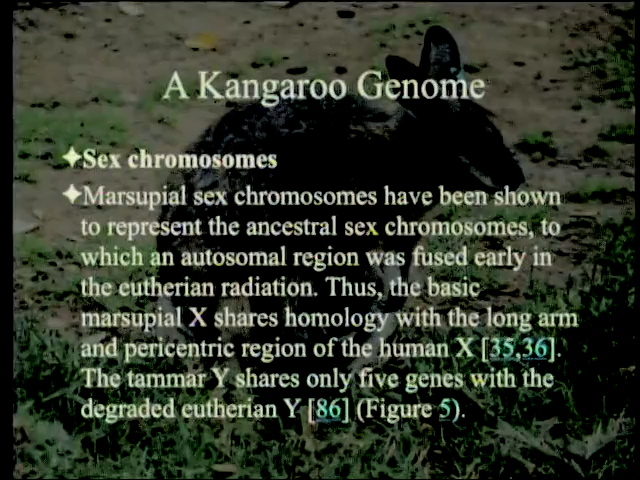 A Kangaroo Genome
✦Sex chromosomes
✦Marsupial sex chromosomes have been shown
to represent the ancestral sex chromosomes, to
which an autosomal region was fused early in
the eutherian radiation. Thus, the basic
marsupial X shares homology with the long arm
and pericentric region of the human X [35,36].
The tammar Y shares only five genes with the
degraded eutherian Y [86] (Figure 5).